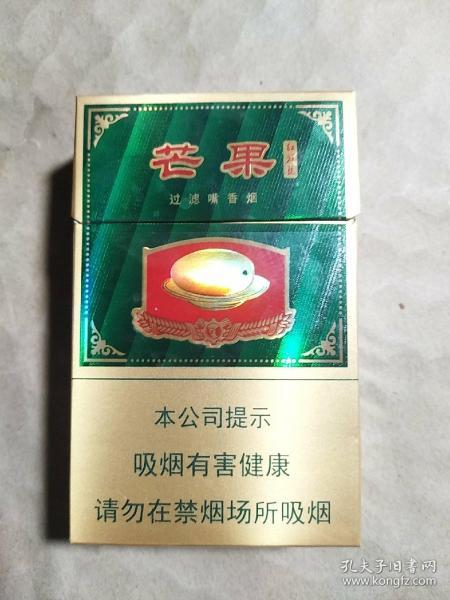 芒果
过滤嘴香烟
本公司提示
吸烟有害健康
请勿在禁烟场所吸烟
孔夫子旧书网
www.kongfz.com